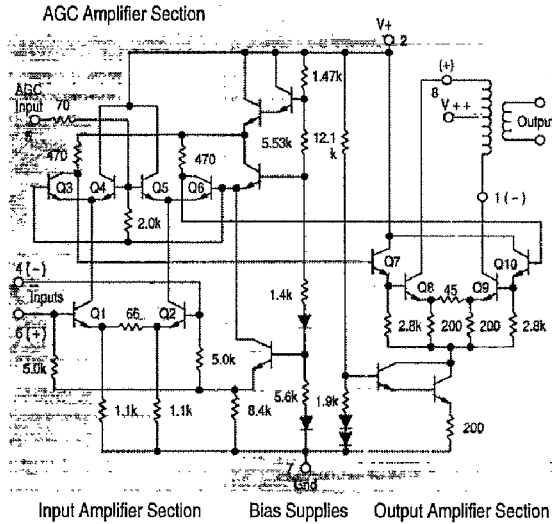 AGC Amplifier Section
V+
2
1.47k
(+)
8
AGC
Input
70
V++
Output
5.53k
12.1
k
470
470
Q3
Q4
Q5
Q6
1(-)
2.0k
Q7
Q10
4(-)
Q8
45
Q9
Inputs
Q1
66
Q2
1.4k
2.8k
200
200
2.8k
6(+)
5.0k
5.0k
5.6k
1.9k
1.1k
1.1k
8.4k
200
7
Gnd
Input Amplifier Section
Bias Supplies
Output Amplifier Section